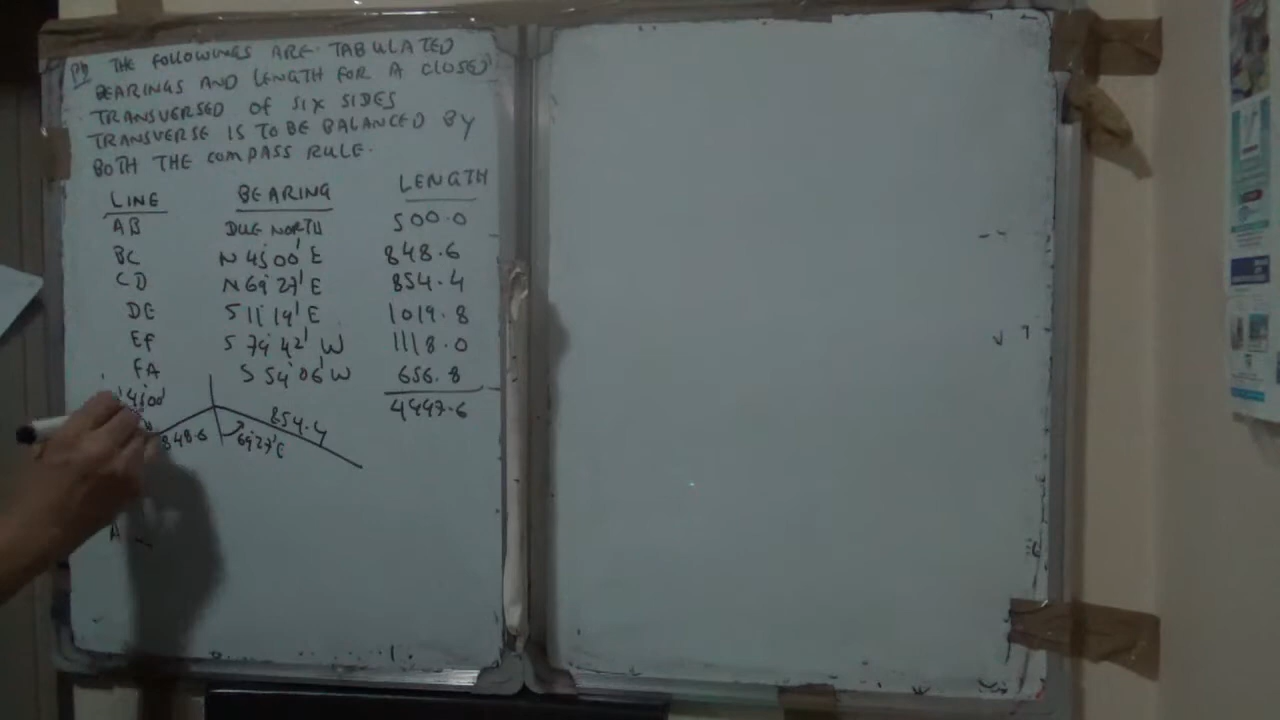 Pb THE FOLLOWINGS ARE TABULATED
BEARINGS AND LENGTH FOR A CLOSED
TRANSVERSED OF SIX SIDES
TRANSVERSE IS TO BE BALANCED BY
BOTH THE COMPASS RULE.
LINE BEARING LENGTH
AB DUE NORTH 500.0
BC N 45°00' E 848.6
CD N 69°27' E 854.4
DE S 11°19' E 1019.8
EF S 79°42' W 1118.0
FA S 54°06' W 656.8
4997.6
848.6 69°27'E 854.4
A